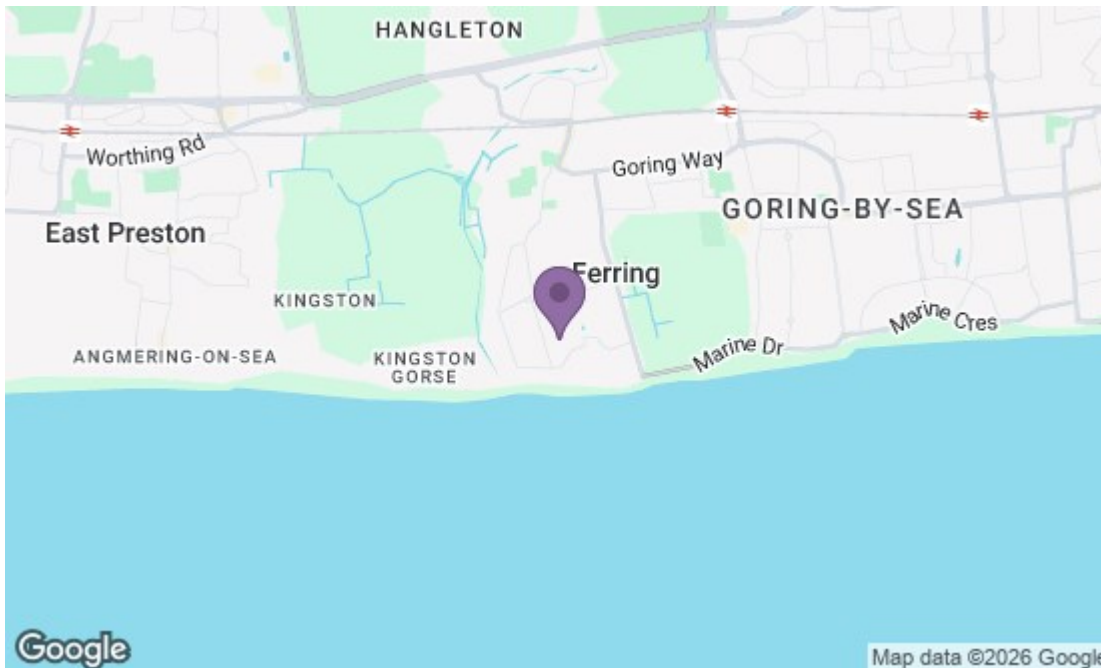 HANGLETON
Worthing Rd
Goring Way
GORING-BY-SEA
East Preston
Ferring
KINGSTON
Marine Cres
Marine Dr
ANGMERING-ON-SEA
KINGSTON
GORSE
Google
Map data ©2026 Google